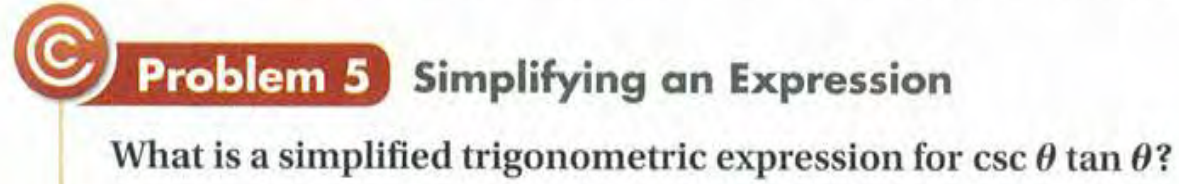 © Problem 5 Simplifying an Expression
What is a simplified trigonometric expression for csc θ tan θ?